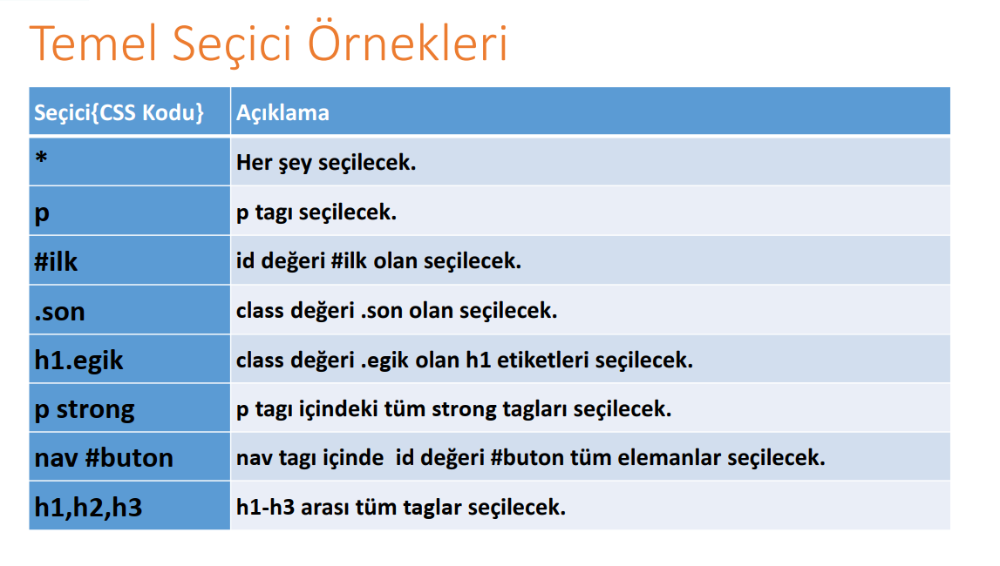 Temel Seçici Örnekleri
Seçici{CSS Kodu} Açıklama
* Her şey seçilecek.
p p tagı seçilecek.
#ilk id değeri #ilk olan seçilecek.
.son class değeri .son olan seçilecek.
h1.egik class değeri .egik olan h1 etiketleri seçilecek.
p strong p tagı içindeki tüm strong tagları seçilecek.
nav #buton nav tagı içinde  id değeri #buton tüm elemanlar seçilecek.
h1,h2,h3 h1-h3 arası tüm taglar seçilecek.